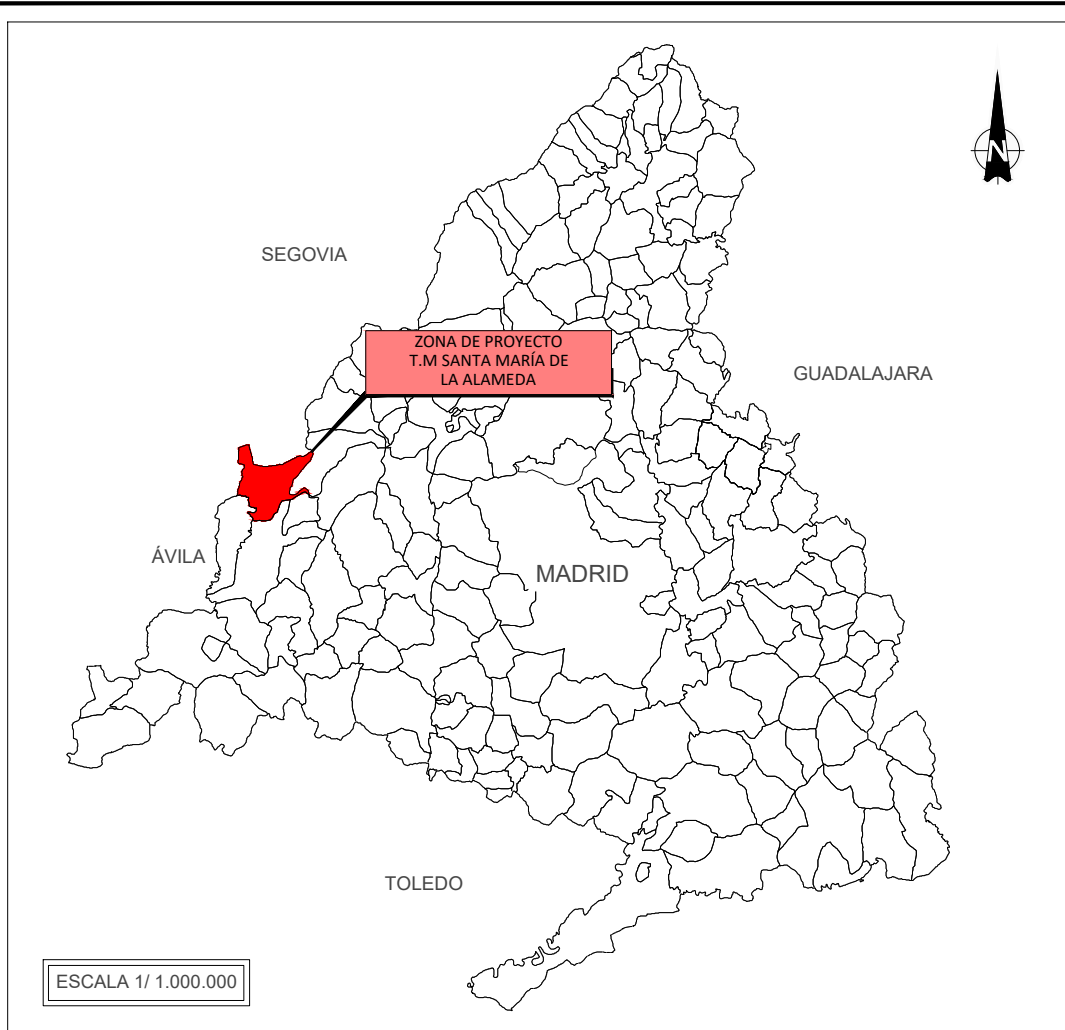 N
SEGOVIA
ZONA DE PROYECTO
T.M SANTA MARÍA DE
LA ALAMEDA
GUADALAJARA
ÁVILA
MADRID
TOLEDO
ESCALA 1/ 1.000.000